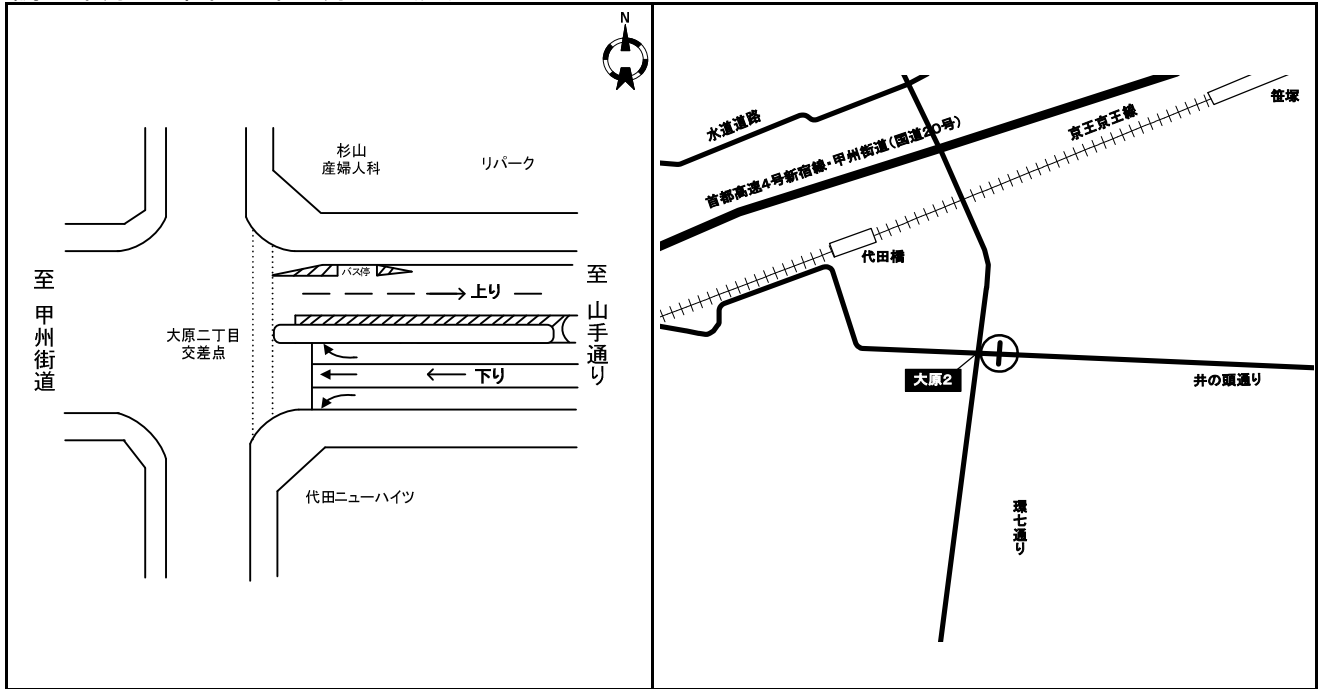 N
杉山
産婦人科
リパーク
至 甲州街道
バス停
上り
至 山手通り
大原二丁目
交差点
下り
代田ニューハイツ
水道道路
首都高速4号新宿線・甲州街道(国道20号)
京王京王線
笹塚
代田橋
大原2
井の頭通り
環七通り